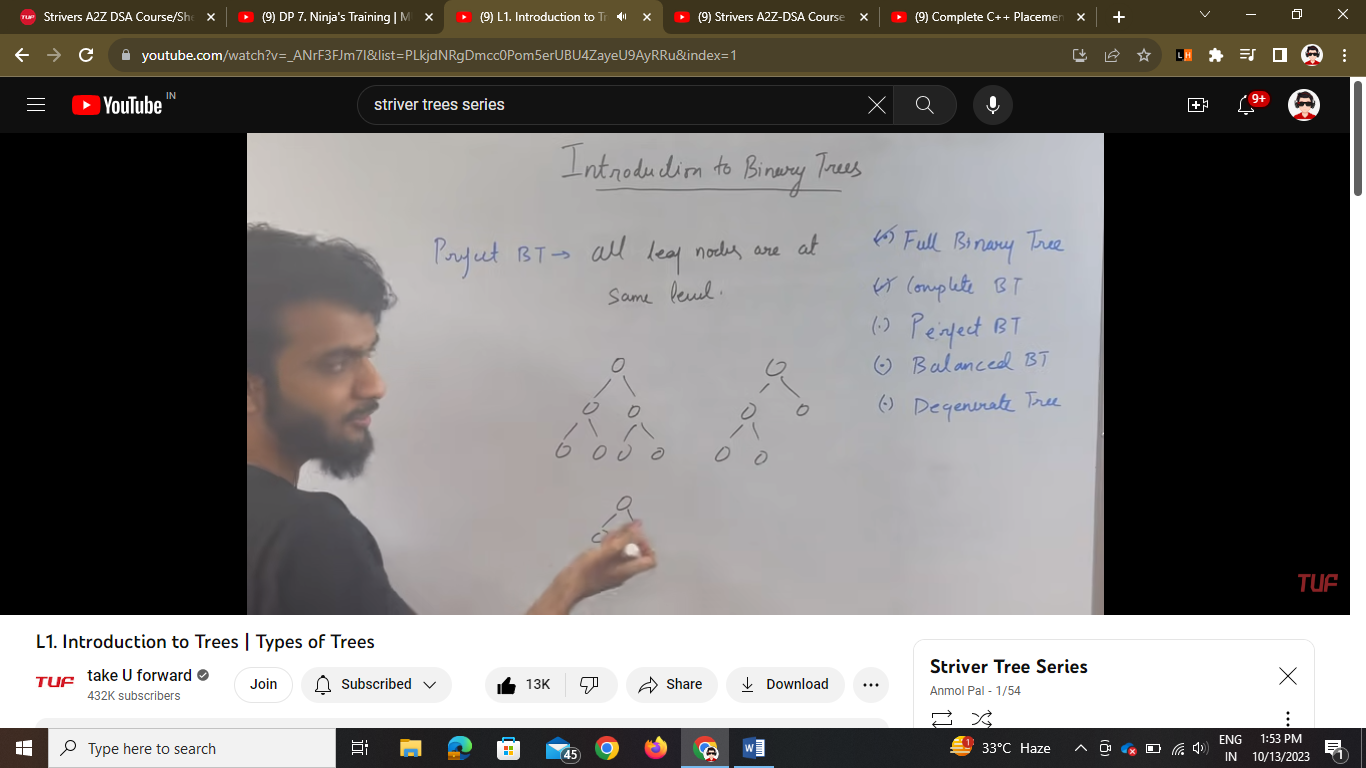 Strivers A2Z DSA Course/She
(9) DP 7. Ninja's Training | M
(9) L1. Introduction to Tr
(9) Strivers A2Z-DSA Course
(9) Complete C++ Placemen
youtube.com/watch?v=_ANrF3FJm7I&list=PLkjdNRgDmcc0Pom5erUBU4ZayeU9AyRRu&index=1
LH
YouTube IN
striver trees series
9+
Introduction to Binary Trees
Perfect BT → all leaf nodes are at
same level.
Full Binary Tree
Complete BT
(.) Perfect BT
(.) Balanced BT
(.) Degenerate Tree
TUF
L1. Introduction to Trees | Types of Trees
TUF
take U forward
432K subscribers
Join
Subscribed
13K
Share
Download
Striver Tree Series
Anmol Pal - 1/54
Type here to search
45
1
33°C Haze
ENG
IN
1:53 PM
10/13/2023
1